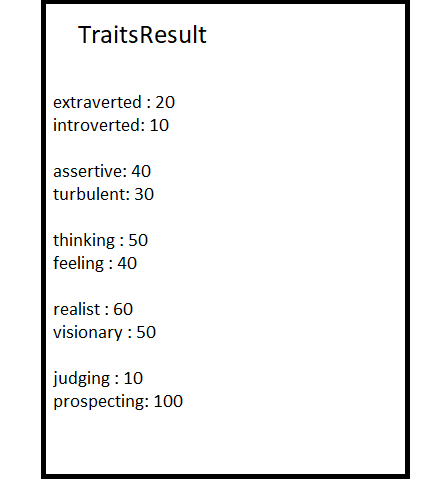 TraitsResult
extraverted : 20
introverted: 10
assertive: 40
turbulent: 30
thinking : 50
feeling : 40
realist : 60
visionary : 50
judging : 10
prospecting: 100